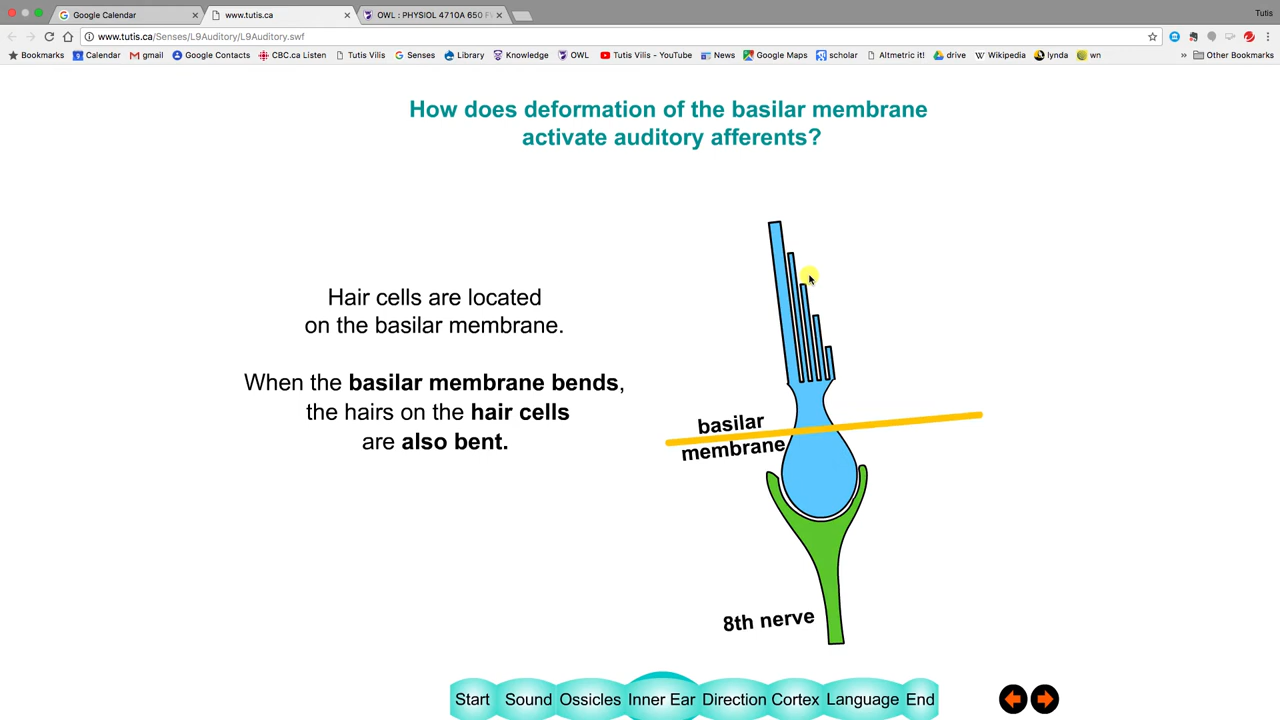 Google Calendar
www.tutis.ca
OWL : PHYSIOL 4710A 650 F
Tutis
www.tutis.ca/Senses/L9Auditory/L9Auditory.swf
Bookmarks Calendar gmail Google Contacts CBC.ca Listen Tutis Vilis Senses Library Knowledge OWL Tutis Vilis - YouTube News Google Maps scholar Altmetric it! drive Wikipedia lynda wn » Other Bookmarks
How does deformation of the basilar membrane
activate auditory afferents?
Hair cells are located
on the basilar membrane.
When the basilar membrane bends,
the hairs on the hair cells
are also bent.
basilar
membrane
8th nerve
Start Sound Ossicles Inner Ear Direction Cortex Language End